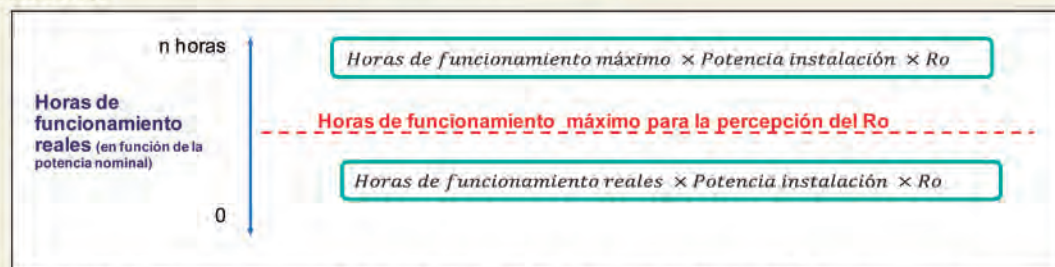 n horas
Horas de funcionamiento máximo × Potencia instalación × Ro
Horas de
funcionamiento
reales (en función de la
potencia nominal)
Horas de funcionamiento máximo para la percepción del Ro
Horas de funcionamiento reales × Potencia instalación × Ro
0